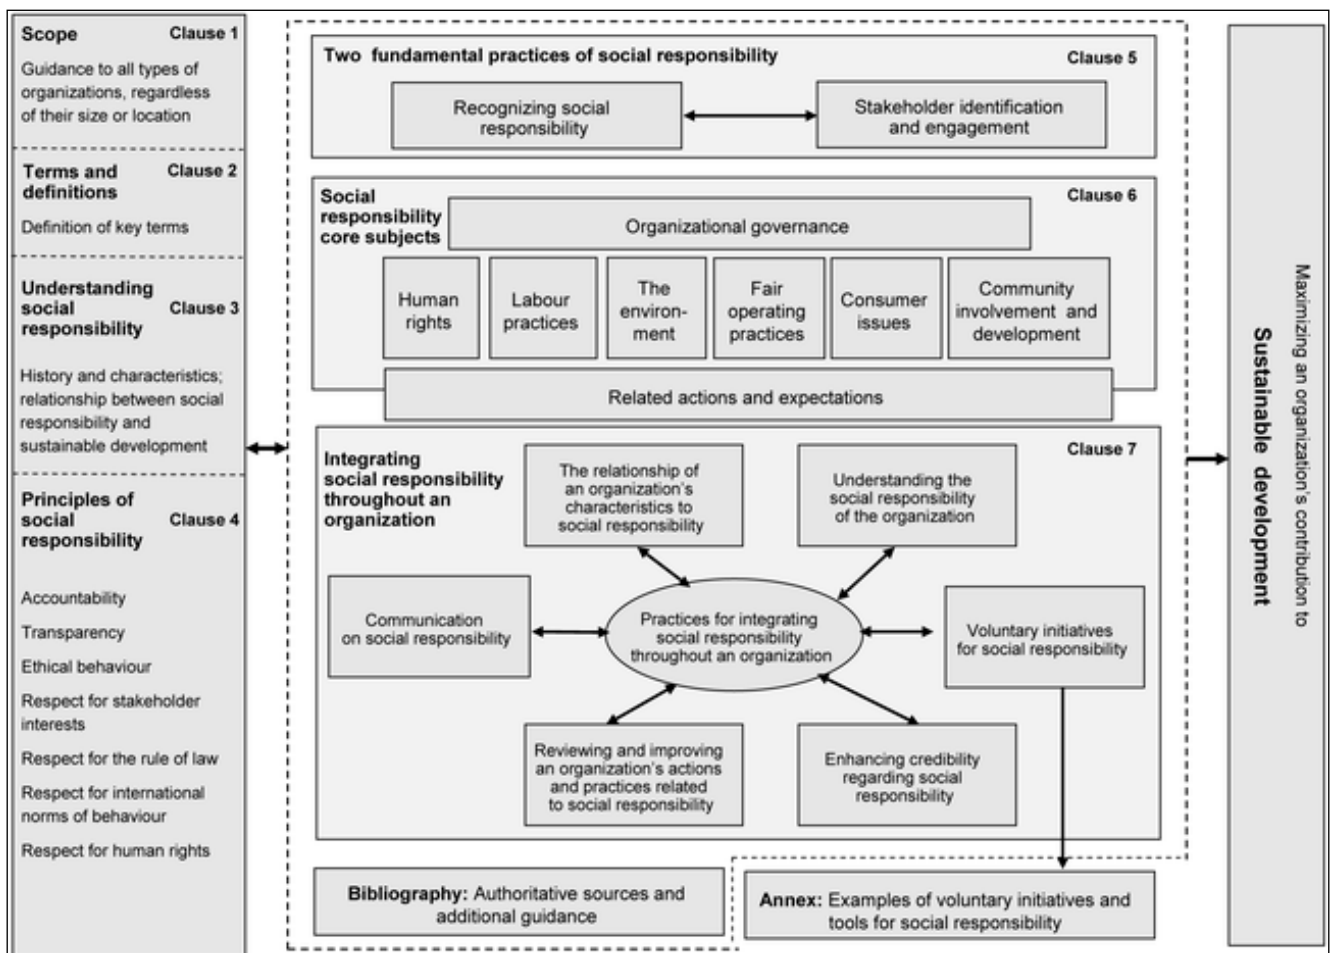 Scope Clause 1
Guidance to all types of
organizations, regardless
of their size or location
Terms and Clause 2
definitions
Definition of key terms
Understanding
social Clause 3
responsibility
History and characteristics;
relationship between social
responsibility and
sustainable development
Principles of
social Clause 4
responsibility
Accountability
Transparency
Ethical behaviour
Respect for stakeholder
interests
Respect for the rule of law
Respect for international
norms of behaviour
Respect for human rights
Two fundamental practices of social responsibility Clause 5
Recognizing social
responsibility
Stakeholder identification
and engagement
Social
responsibility
core subjects
Clause 6
Organizational governance
Human
rights
Labour
practices
The
environ-
ment
Fair
operating
practices
Consumer
issues
Community
involvement and
development
Related actions and expectations
Integrating
social responsibility
throughout an
organization
Clause 7
The relationship of
an organization's
characteristics to
social responsibility
Understanding the
social responsibility
of the organization
Communication
on social responsibility
Practices for integrating
social responsibility
throughout an organization
Voluntary initiatives
for social responsibility
Reviewing and improving
an organization's actions
and practices related
to social responsibility
Enhancing credibility
regarding social
responsibility
Bibliography: Authoritative sources and
additional guidance
Annex: Examples of voluntary initiatives and
tools for social responsibility
Maximizing an organization's contribution to
Sustainable development